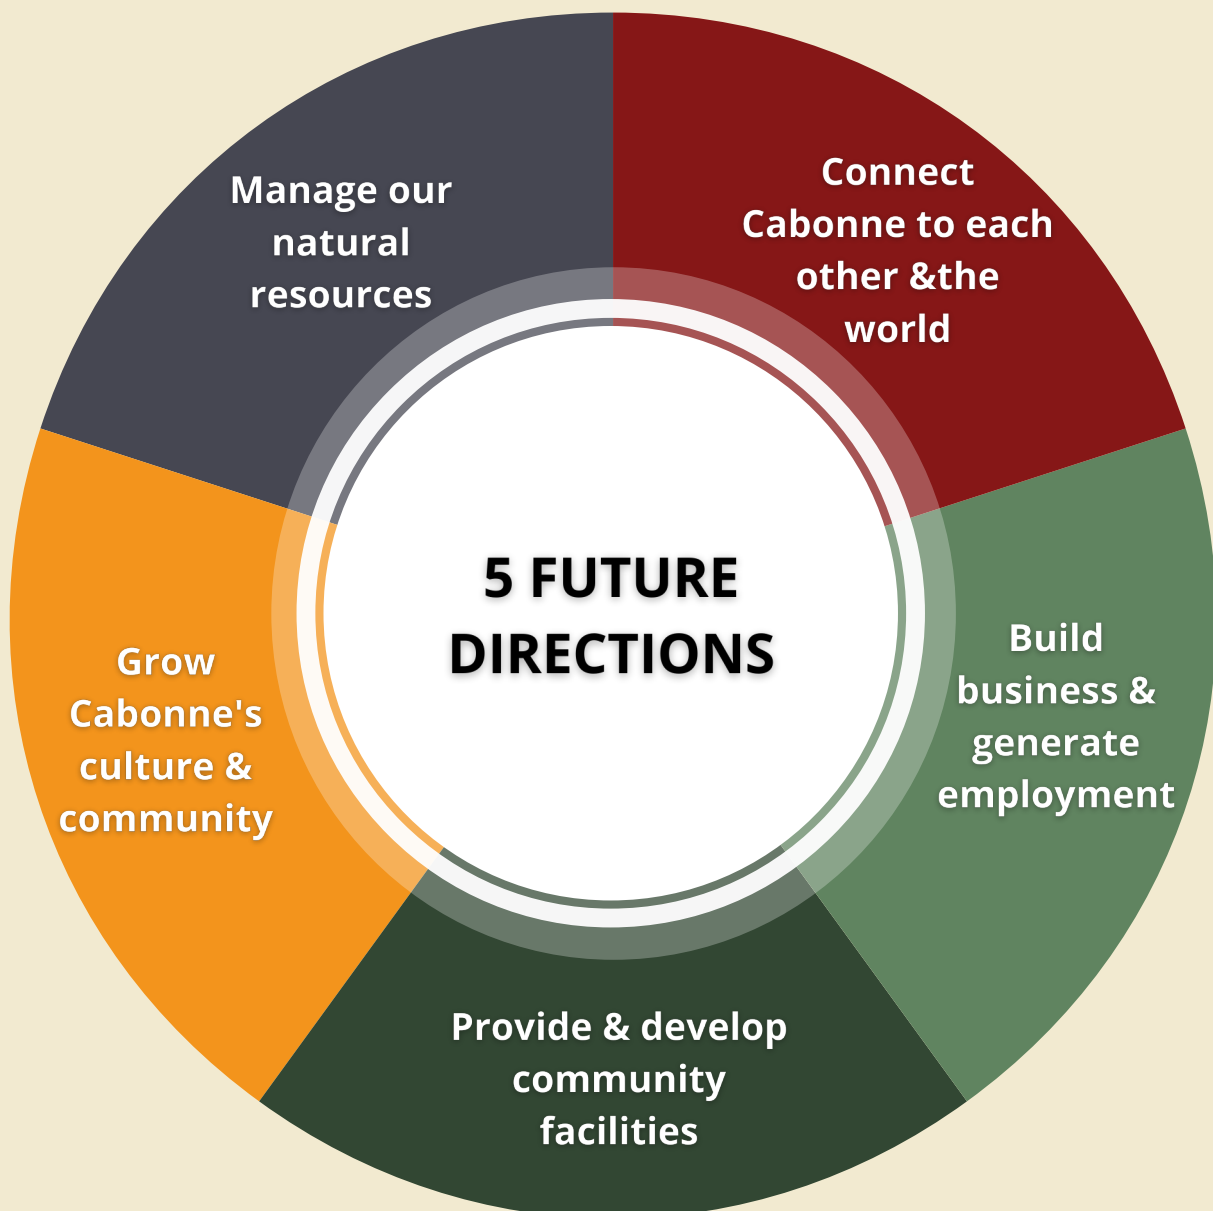 Manage our
natural
resources
Connect
Cabonne to each
other &the
world
5 FUTURE
DIRECTIONS
Grow
Cabonne's
culture &
community
Build
business &
generate
employment
Provide & develop
community
facilities